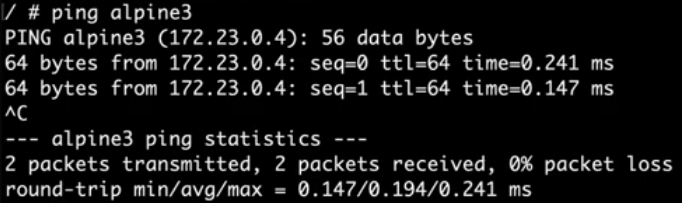 / # ping alpine3
PING alpine3 (172.23.0.4): 56 data bytes
64 bytes from 172.23.0.4: seq=0 ttl=64 time=0.241 ms
64 bytes from 172.23.0.4: seq=1 ttl=64 time=0.147 ms
^C
--- alpine3 ping statistics ---
2 packets transmitted, 2 packets received, 0% packet loss
round-trip min/avg/max = 0.147/0.194/0.241 ms